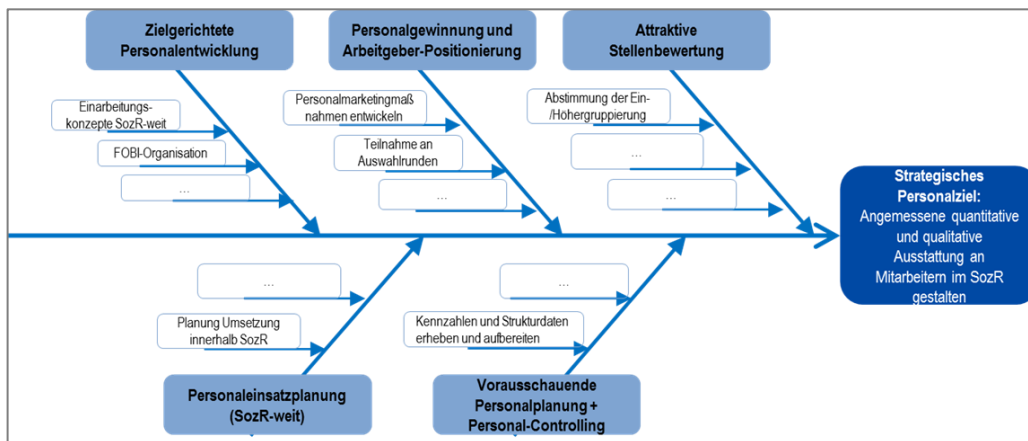 Zielgerichtete
Personalentwicklung
Personalgewinnung und
Arbeitgeber-Positionierung
Attraktive
Stellenbewertung
Einarbeitungs-
konzepte SozR-weit
FOBI-Organisation
...
Personalmarketingmaß
nahmen entwickeln
Teilnahme an
Auswahlrunden
...
Abstimmung der Ein-
/Höhergruppierung
...
...
Strategisches
Personalziel:
Angemessene quantitative
und qualitative
Ausstattung an
Mitarbeitern im SozR
gestalten
...
Planung Umsetzung
innerhalb SozR
...
Kennzahlen und Strukturdaten
erheben und aufbereiten
Personaleinsatzplanung
(SozR-weit)
Vorausschauende
Personalplanung +
Personal-Controlling